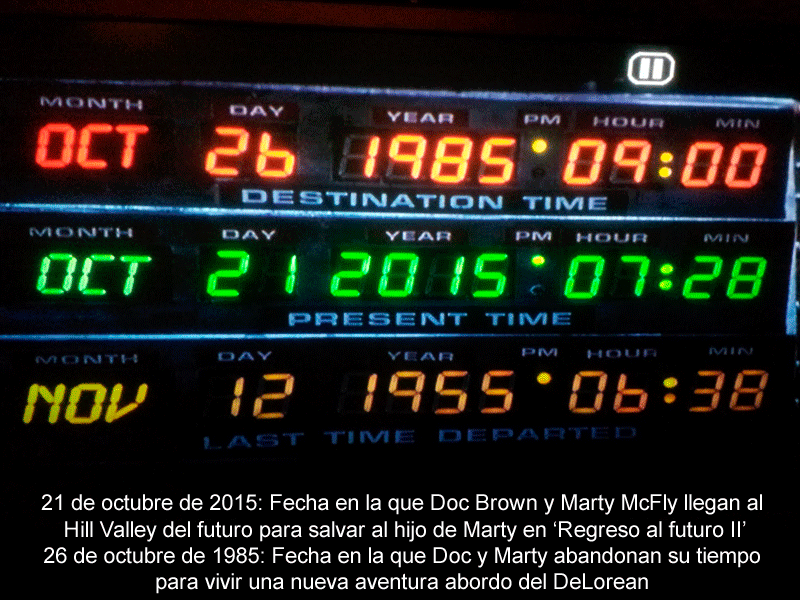 MONTH DAY YEAR PM HOUR MIN
OCT 26 1985 09:00
DESTINATION TIME
MONTH DAY YEAR PM HOUR MIN
OCT 21 2015 07:28
PRESENT TIME
MONTH DAY YEAR PM HOUR MIN
NOV 12 1955 06:38
LAST TIME DEPARTED
21 de octubre de 2015: Fecha en la que Doc Brown y Marty McFly llegan al
Hill Valley del futuro para salvar al hijo de Marty en ‘Regreso al futuro II’
26 de octubre de 1985: Fecha en la que Doc y Marty abandonan su tiempo
para vivir una nueva aventura abordo del DeLorean